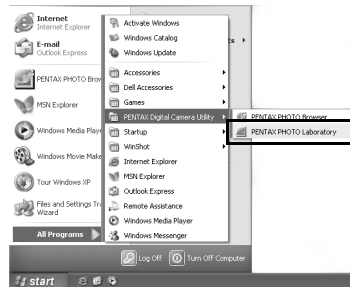 Internet
Internet Explorer
E-mail
Outlook Express
PENTAX PHOTO Brow
MSN Explorer
Windows Media Playe
Windows Movie Make
Tour Windows XP
Files and Settings Tra
Wizard
All Programs
Activate Windows
Windows Catalog
Windows Update
Accessories
Dell Accessories
Games
PENTAX Digital Camera Utility
Startup
WinShot
Internet Explorer
MSN Explorer
Outlook Express
Remote Assistance
Windows Media Player
Windows Messenger
PENTAX PHOTO Browser
PENTAX PHOTO Laboratory
Log Off
Turn Off Computer
start